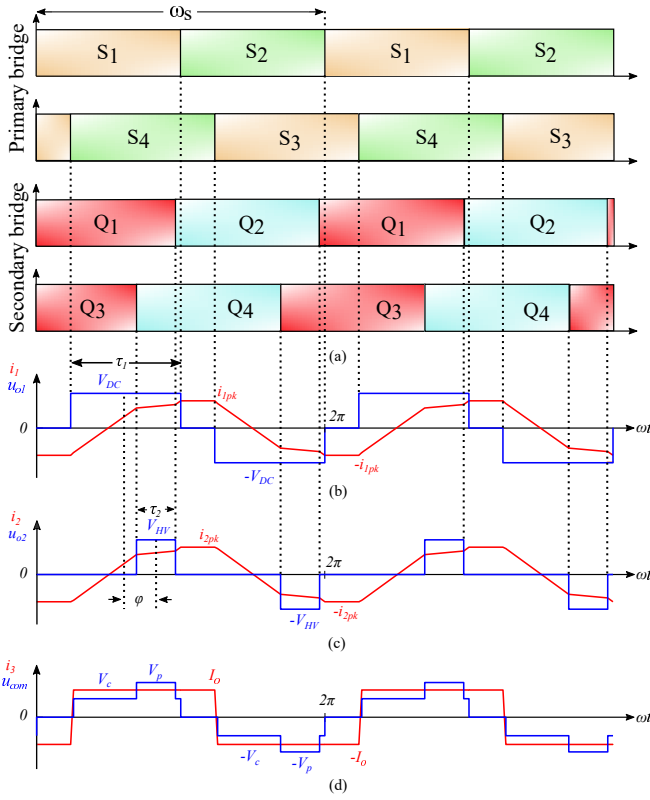 ωS
Primary bridge
S1 S2 S1 S2
0
S4 S3 S4 S3
Secondary bridge
Q1 Q2 Q1 Q2
Q3 Q4 Q3 Q4
(a)
i1
uo1
τ1
VDC
i1pk
2π
0
ωt
-VDC
-i1pk
(b)
i2
uo2
τ2
VHV
i2pk
2π
0
ωt
φ
-VHV
-i2pk
(c)
i3
ucom
Vc Vp Io
2π
0
ωt
-Vc -Vp -Io
(d)